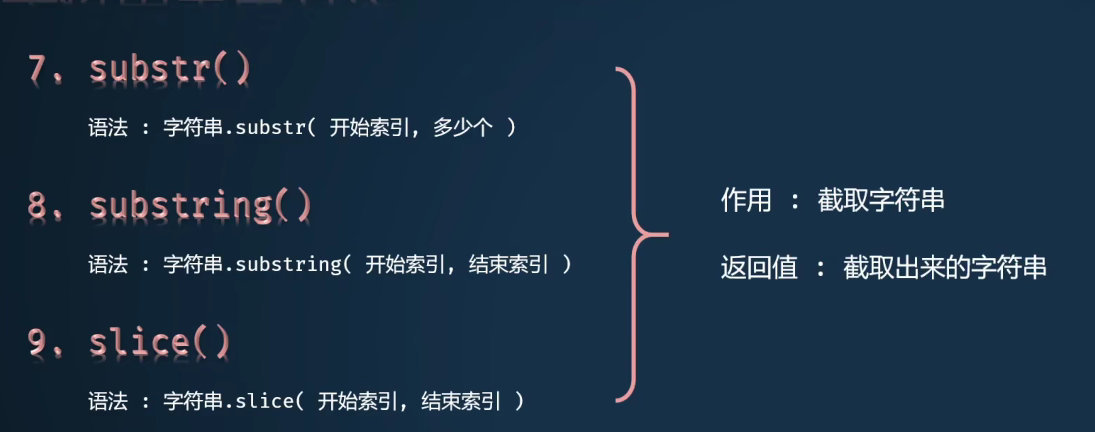 7. substr()
语法 : 字符串.substr( 开始索引, 多少个 )
8. substring()
语法 : 字符串.substring( 开始索引, 结束索引 )
9. slice()
语法 : 字符串.slice( 开始索引, 结束索引 )
作用 : 截取字符串
返回值 : 截取出来的字符串